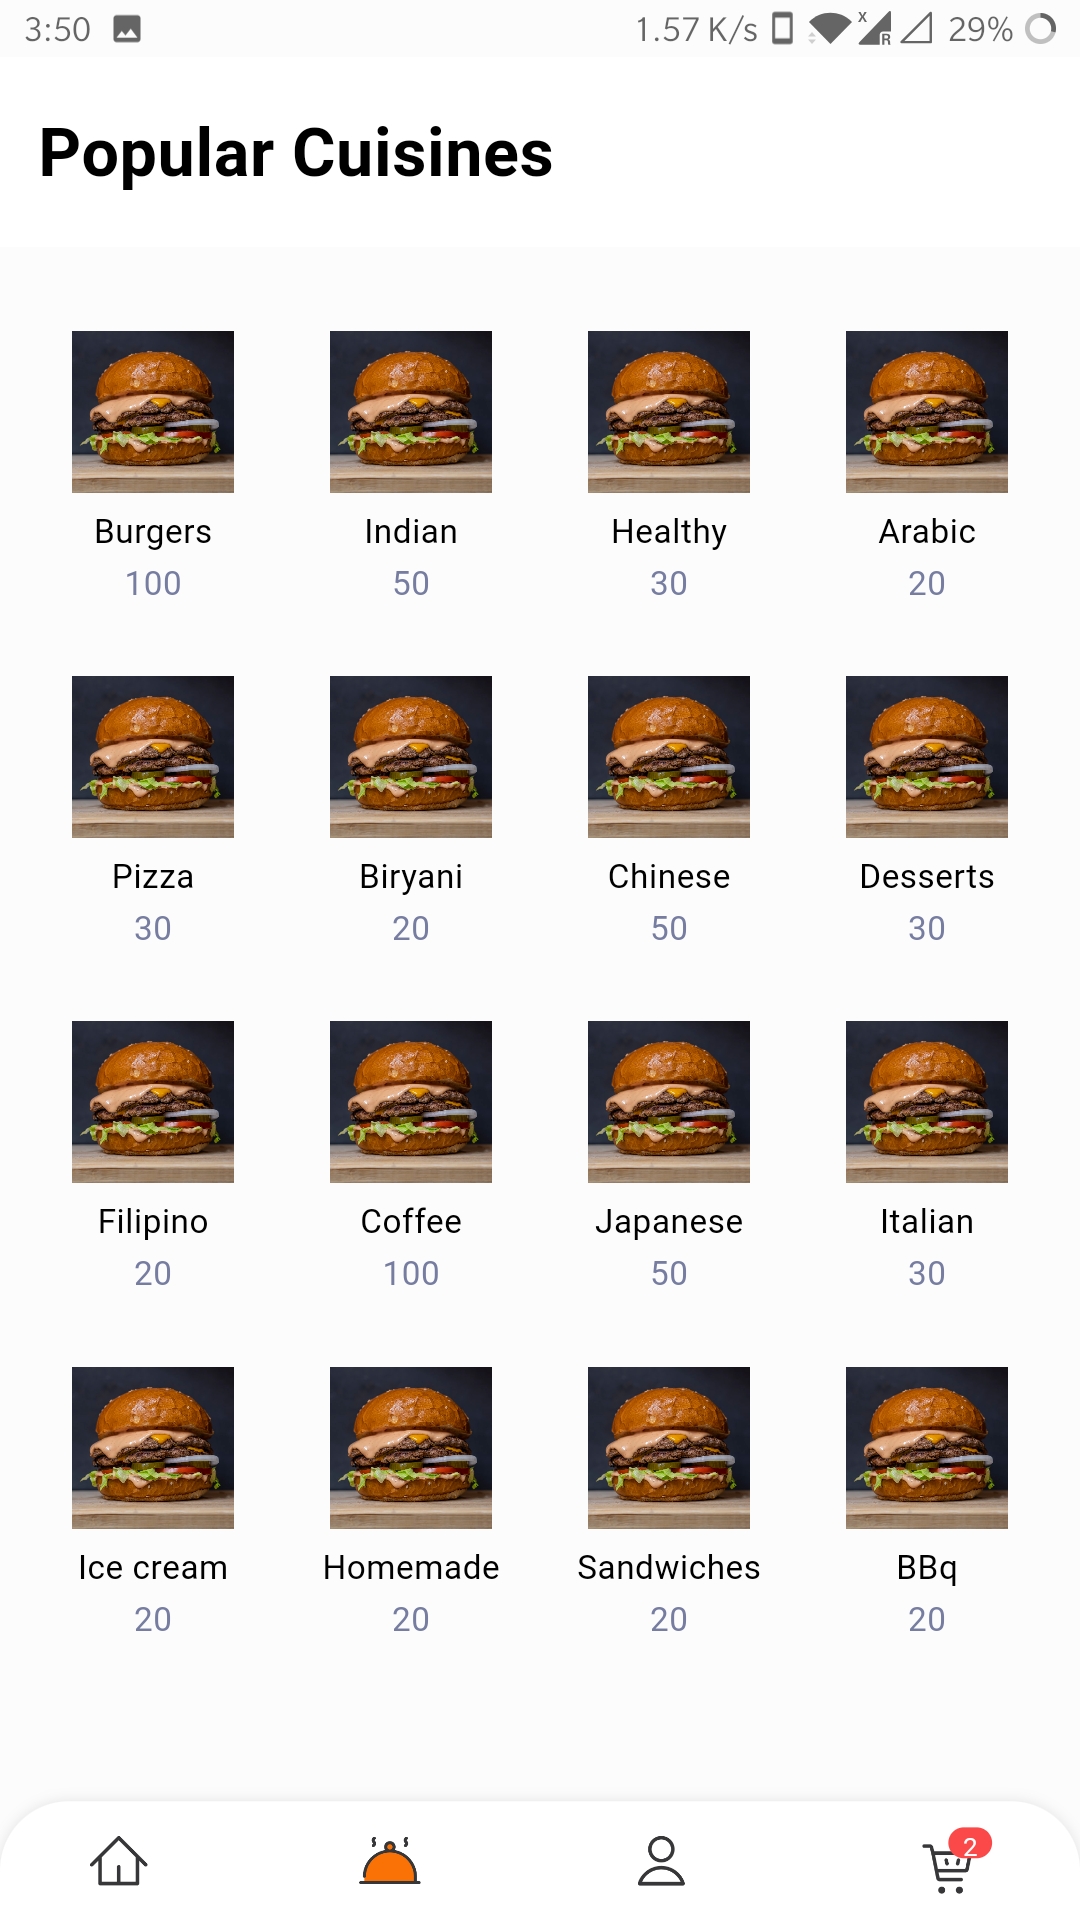 3:50 1.57 K/s x R 29%
Popular Cuisines
Burgers Indian Healthy Arabic
100 50 30 20
Pizza Biryani Chinese Desserts
30 20 50 30
Filipino Coffee Japanese Italian
20 100 50 30
Ice cream Homemade Sandwiches BBq
20 20 20 20
2